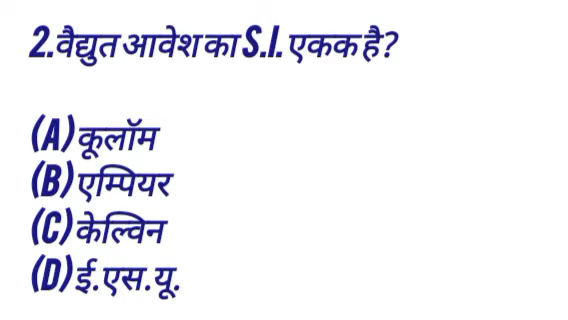 2.वैद्युत आवेश का S.I. एकक है?
(A) कूलॉम
(B) एम्पियर
(C) केल्विन
(D) ई.एस.यू.